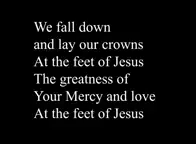 We fall down
and lay our crowns
At the feet of Jesus
The greatness of
Your Mercy and love
At the feet of Jesus